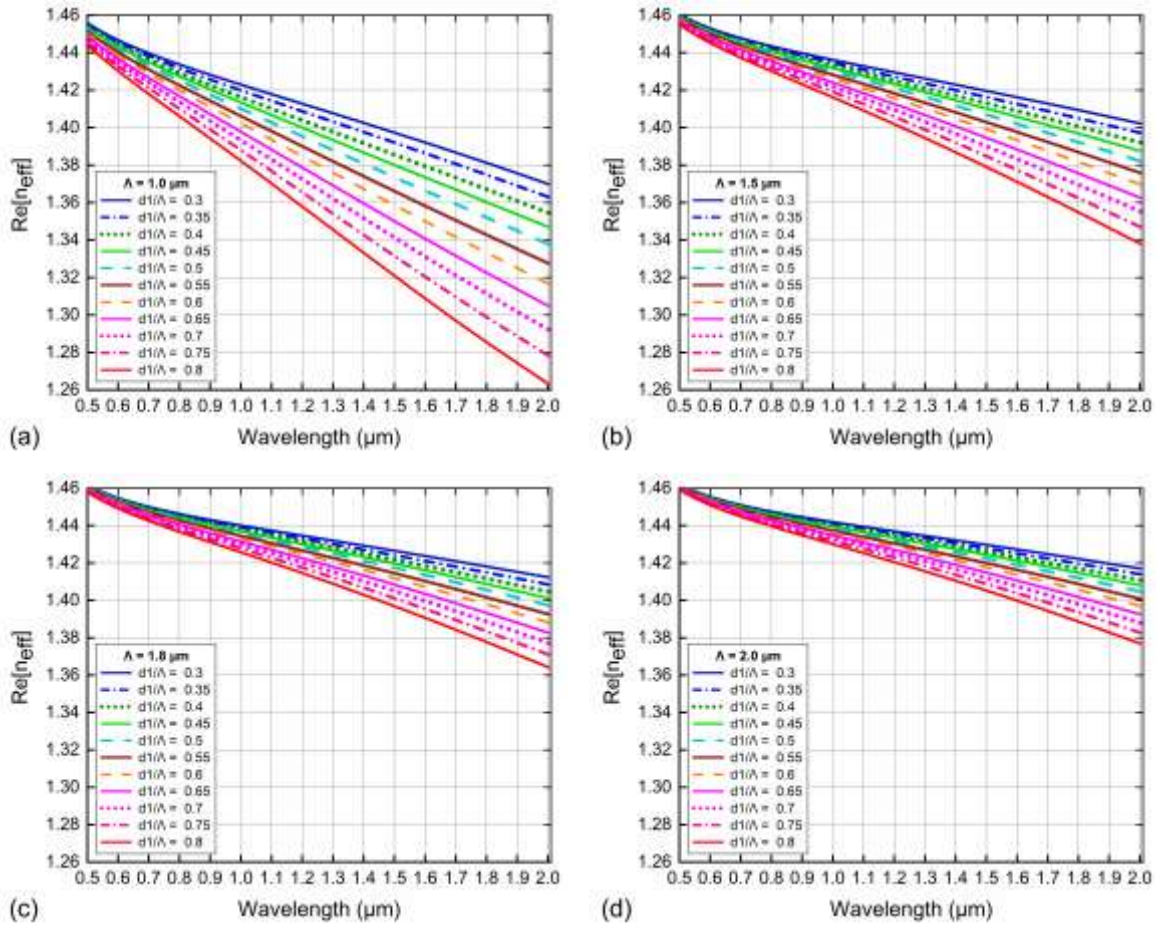 1.46
1.44
1.42
1.40
1.38
1.36
1.34
1.32
1.30
1.28
1.26
Re[neff]
Λ = 1.0 µm
d1/Λ = 0.3
d1/Λ = 0.35
d1/Λ = 0.4
d1/Λ = 0.45
d1/Λ = 0.5
d1/Λ = 0.55
d1/Λ = 0.6
d1/Λ = 0.65
d1/Λ = 0.7
d1/Λ = 0.75
d1/Λ = 0.8
0.5 0.6 0.7 0.8 0.9 1.0 1.1 1.2 1.3 1.4 1.5 1.6 1.7 1.8 1.9 2.0
(a) Wavelength (µm)
1.46
1.44
1.42
1.40
1.38
1.36
1.34
1.32
1.30
1.28
1.26
Re[neff]
Λ = 1.5 µm
d1/Λ = 0.3
d1/Λ = 0.35
d1/Λ = 0.4
d1/Λ = 0.45
d1/Λ = 0.5
d1/Λ = 0.55
d1/Λ = 0.6
d1/Λ = 0.65
d1/Λ = 0.7
d1/Λ = 0.75
d1/Λ = 0.8
0.5 0.6 0.7 0.8 0.9 1.0 1.1 1.2 1.3 1.4 1.5 1.6 1.7 1.8 1.9 2.0
(b) Wavelength (µm)
1.46
1.44
1.42
1.40
1.38
1.36
1.34
1.32
1.30
1.28
1.26
Re[neff]
Λ = 1.8 µm
d1/Λ = 0.3
d1/Λ = 0.35
d1/Λ = 0.4
d1/Λ = 0.45
d1/Λ = 0.5
d1/Λ = 0.55
d1/Λ = 0.6
d1/Λ = 0.65
d1/Λ = 0.7
d1/Λ = 0.75
d1/Λ = 0.8
0.5 0.6 0.7 0.8 0.9 1.0 1.1 1.2 1.3 1.4 1.5 1.6 1.7 1.8 1.9 2.0
(c) Wavelength (µm)
1.46
1.44
1.42
1.40
1.38
1.36
1.34
1.32
1.30
1.28
1.26
Re[neff]
Λ = 2.0 µm
d1/Λ = 0.3
d1/Λ = 0.35
d1/Λ = 0.4
d1/Λ = 0.45
d1/Λ = 0.5
d1/Λ = 0.55
d1/Λ = 0.6
d1/Λ = 0.65
d1/Λ = 0.7
d1/Λ = 0.75
d1/Λ = 0.8
0.5 0.6 0.7 0.8 0.9 1.0 1.1 1.2 1.3 1.4 1.5 1.6 1.7 1.8 1.9 2.0
(d) Wavelength (µm)